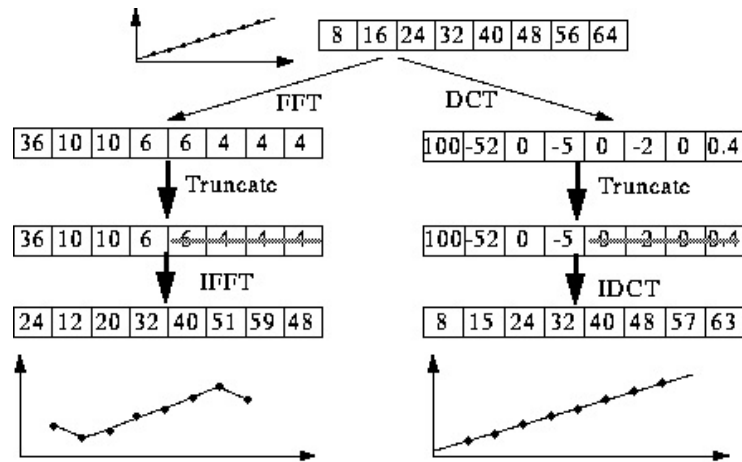 8 16 24 32 40 48 56 64
FFT DCT
36 10 10 6 6 4 4 4 100 -52 0 -5 0 -2 0 0.4
Truncate Truncate
36 10 10 6 6 4 4 4 100 -52 0 -5 0 -2 0 0.4
IFFT IDCT
24 12 20 32 40 51 59 48 8 15 24 32 40 48 57 63